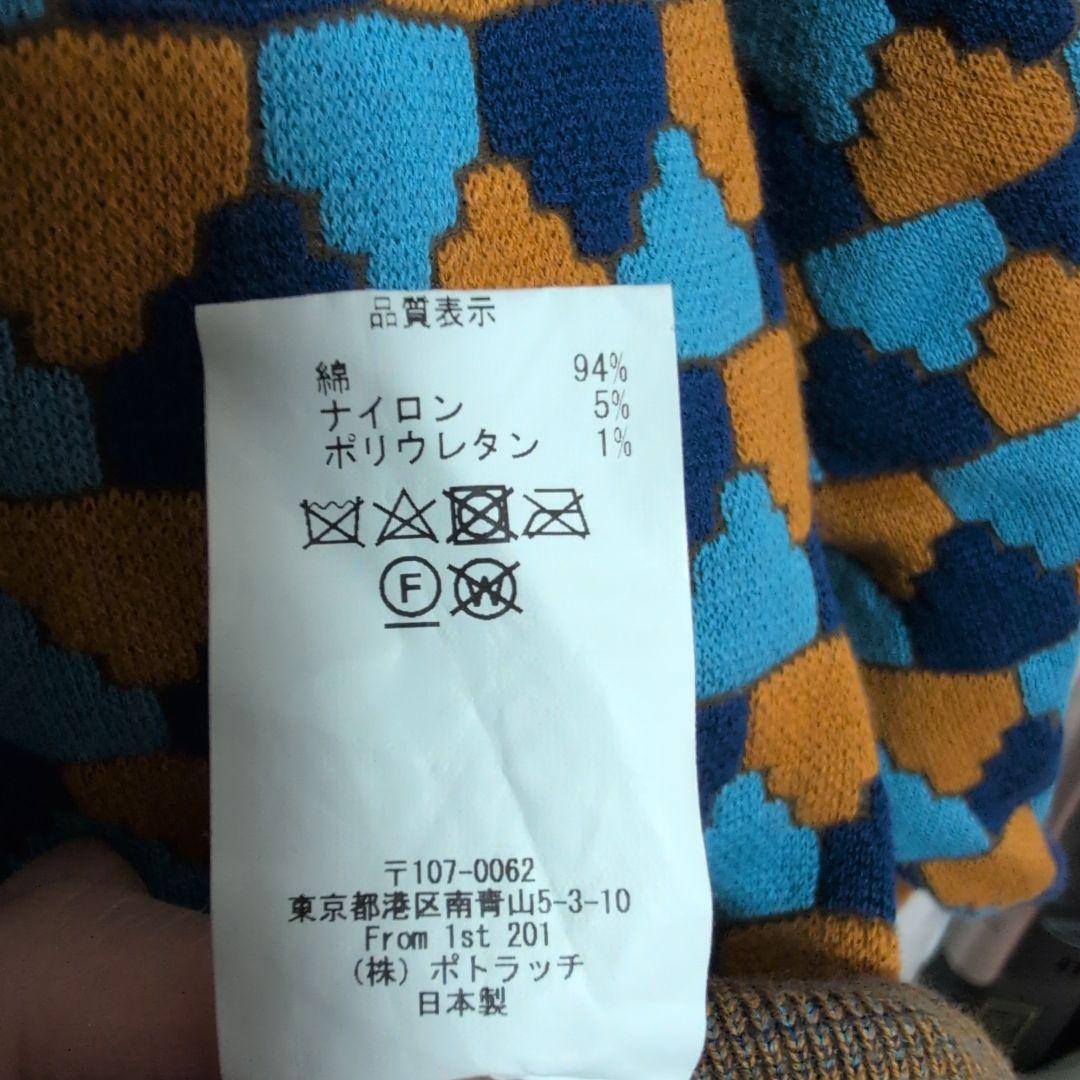 品質表示
綿 94%
ナイロン 5%
ポリウレタン 1%
F W
〒107-0062
東京都港区南青山5-3-10
From 1st 201
(株) ポトラッチ
日本製